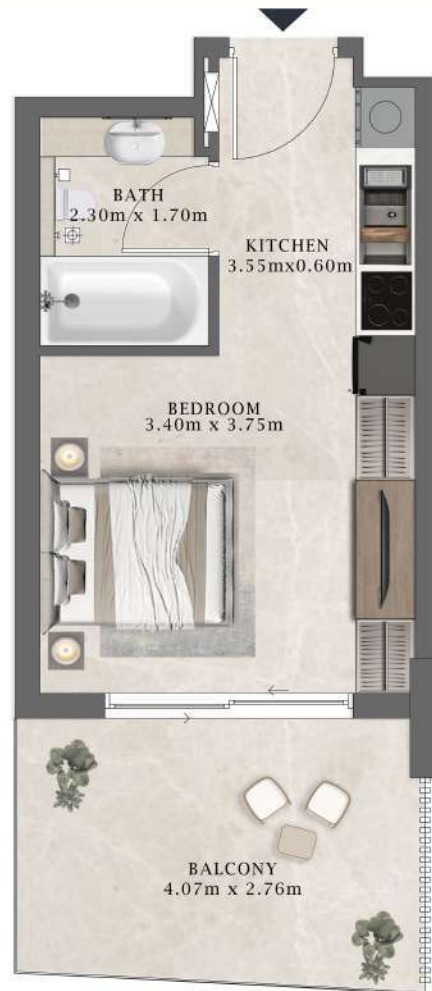 BATH
2.30m x 1.70m
KITCHEN
3.55mx0.60m
BEDROOM
3.40m x 3.75m
BALCONY
4.07m x 2.76m